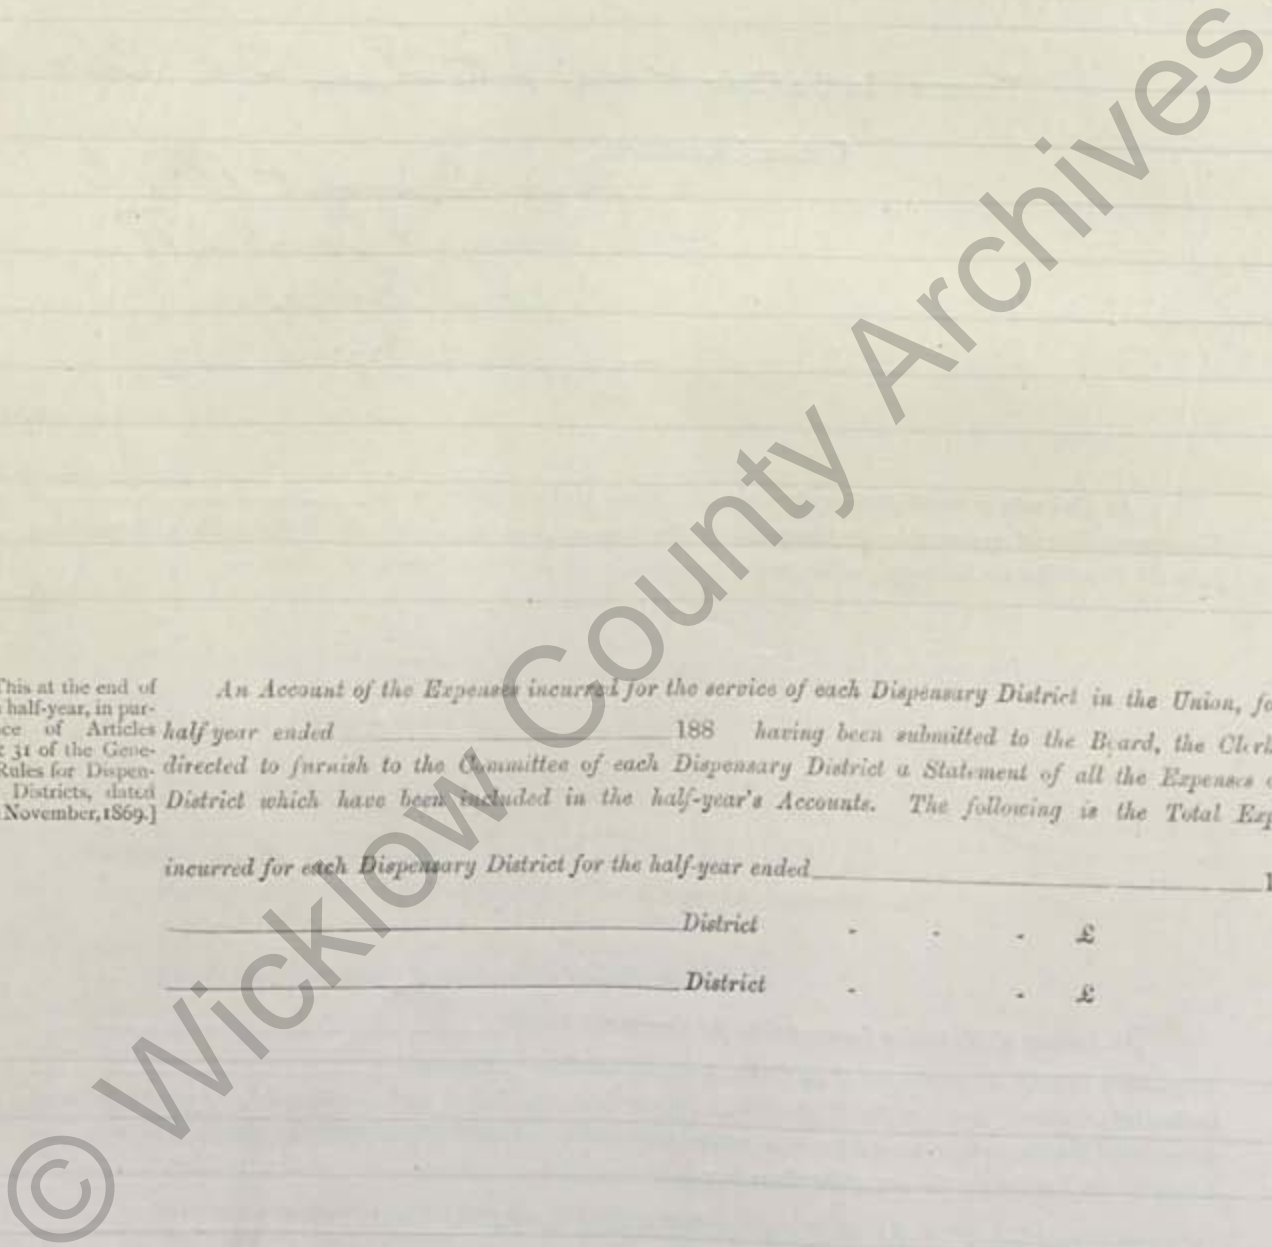 This at the end of
half-year, in pur-
ce of Articles
31 of the Gene-
Rules for Dispen-
Districts, dated
November, 1869.]
An Account of the Expenses incurred for the service of each Dispensary District in the Union, fo
half year ended 188 having been submitted to the Board, the Cler
directed to furnish to the Committee of each Dispensary District a Statement of all the Expenses o
District which have been included in the half-year's Accounts. The following is the Total Exp
incurred for each Dispensary District for the half-year ended 1
District - - - £
District - - £
© Wicklow County Archives